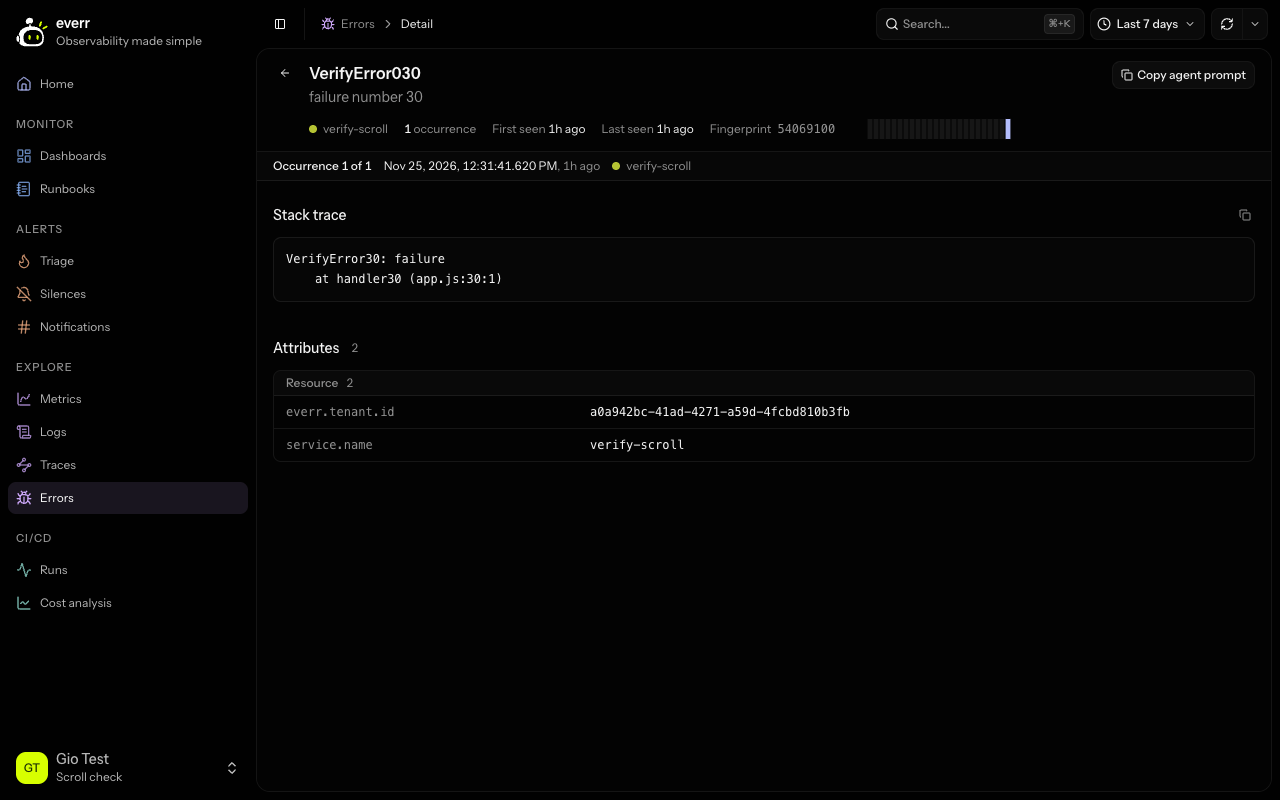 everr
Observability made simple
Home
MONITOR
Dashboards
Runbooks
ALERTS
Triage
Silences
Notifications
EXPLORE
Metrics
Logs
Traces
Errors
CI/CD
Runs
Cost analysis
GT
Gio Test
Scroll check
Errors > Detail
Search... ⌘+K
Last 7 days
VerifyError030
Copy agent prompt
failure number 30
verify-scroll 1 occurrence First seen 1h ago Last seen 1h ago Fingerprint 54069100
Occurrence 1 of 1 Nov 25, 2026, 12:31:41.620 PM, 1h ago verify-scroll
Stack trace
VerifyError30: failure
at handler30 (app.js:30:1)
Attributes 2
Resource 2
everr.tenant.id a0a942bc-41ad-4271-a59d-4fcbd810b3fb
service.name verify-scroll